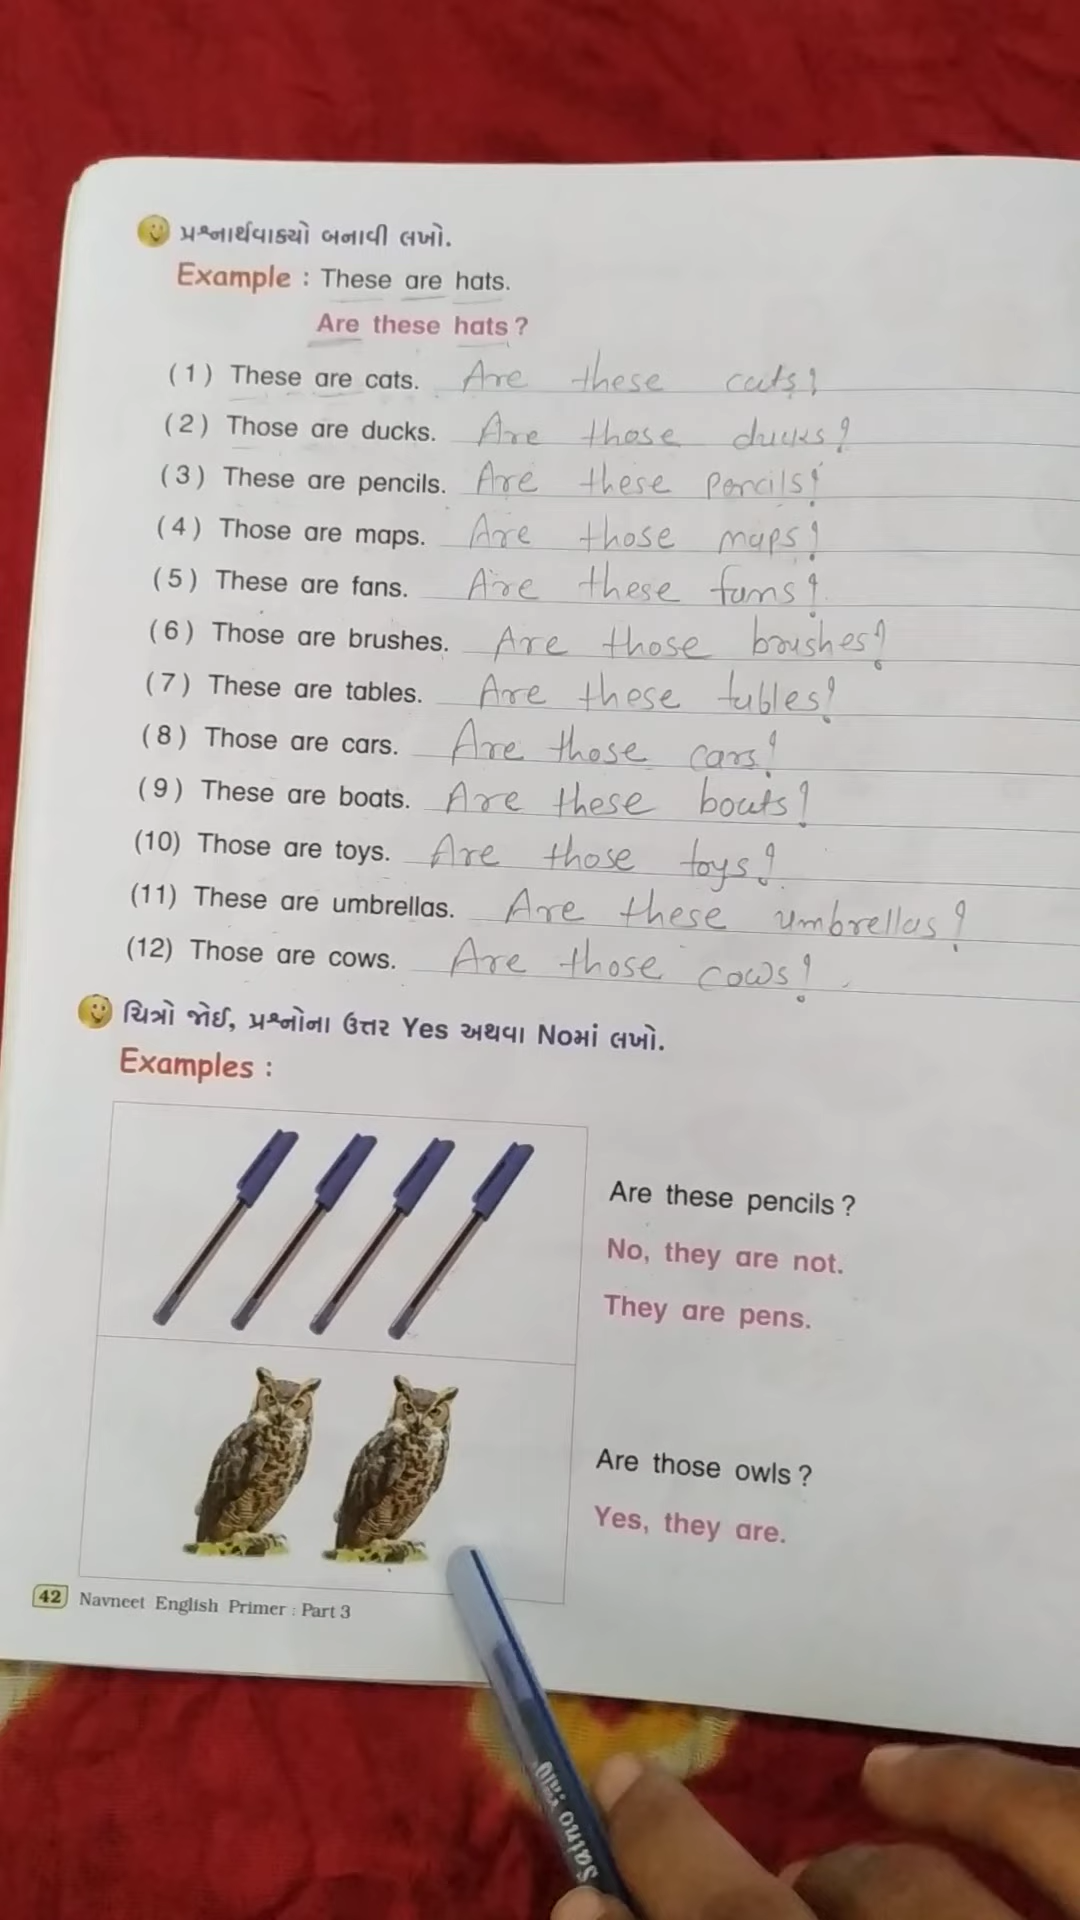 પ્રશ્નાર્થવાક્યો બનાવી લખો.
Example : These are hats.
Are these hats ?
(1) These are cats. Are these cats?
(2) Those are ducks. Are those ducks?
(3) These are pencils. Are these pencils?
(4) Those are maps. Are those maps?
(5) These are fans. Are these fans?
(6) Those are brushes. Are those brushes?
(7) These are tables. Are these tables?
(8) Those are cars. Are those cars?
(9) These are boats. Are these boats?
(10) Those are toys. Are those toys?
(11) These are umbrellas. Are these umbrellas?
(12) Those are cows. Are those cows?
ચિત્રો જોઈ, પ્રશ્નોના ઉત્તર Yes અથવા Noમાં લખો.
Examples :
Are these pencils ?
No, they are not.
They are pens.
Are those owls ?
Yes, they are.
42 Navneet English Primer : Part 3
Saino